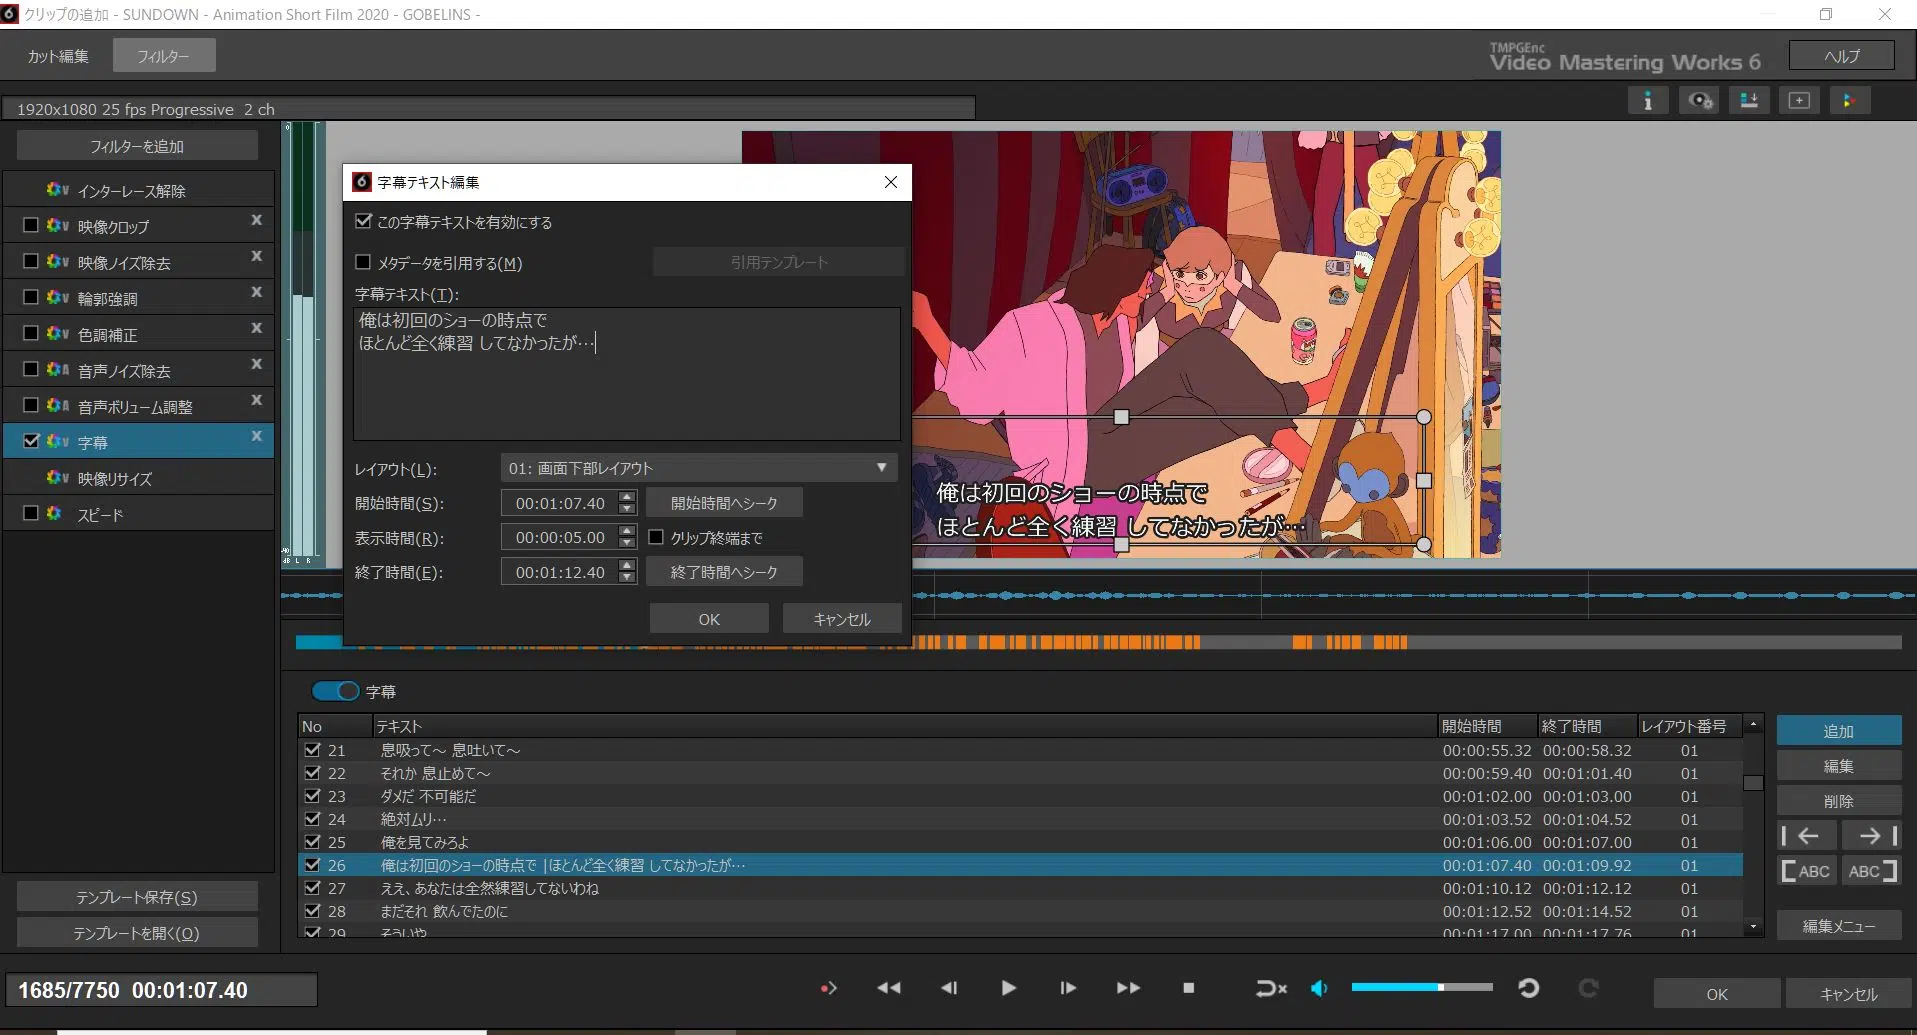 クリップの追加 - SUNDOWN - Animation Short Film 2020 - GOBELINS -
カット編集
フィルター
TMPGEnc
Video Mastering Works 6
ヘルプ
1920x1080 25 fps Progressive 2 ch
フィルターを追加
インターレース解除
映像クロップ
映像ノイズ除去
輪郭強調
色調補正
音声ノイズ除去
音声ボリューム調整
字幕
映像リサイズ
スピード
テンプレート保存(S)
テンプレートを開く(O)
字幕テキスト編集
この字幕テキストを有効にする
メタデータを引用する(M)
引用テンプレート
字幕テキスト(T):
俺は初回のショーの時点で
ほとんど全く練習 してなかったが…
レイアウト(L):
01: 画面下部レイアウト
開始時間(S):
00:01:07.40
開始時間へシーク
表示時間(R):
00:00:05.00
クリップ終端まで
終了時間(E):
00:01:12.40
終了時間へシーク
OK
キャンセル
俺は初回のショーの時点で
ほとんど全く練習 してなかったが…
dB L R
字幕
No テキスト 開始時間 終了時間 レイアウト番号
21 息吸って～ 息吐いて～ 00:00:55.32 00:00:58.32 01
22 それか 息止めて～ 00:00:59.40 00:01:01.40 01
23 ダメだ 不可能だ 00:01:02.00 00:01:03.00 01
24 絶対ムリ… 00:01:03.52 00:01:04.52 01
25 俺を見てみろよ 00:01:06.00 00:01:07.00 01
26 俺は初回のショーの時点で |ほとんど全く練習 してなかったが… 00:01:07.40 00:01:09.92 01
27 ええ、あなたは全然練習してないわね 00:01:10.12 00:01:12.12 01
28 まだそれ 飲んでたのに 00:01:12.52 00:01:14.52 01
29 そういや 00:01:17.00 00:01:17.76 01
追加
編集
削除
ABC
ABC
編集メニュー
1685/7750 00:01:07.40
OK
キャンセル